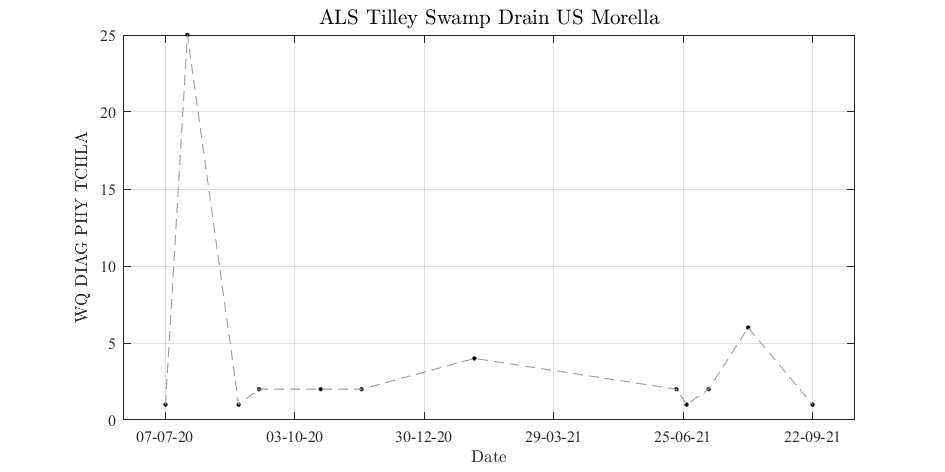 ALS Tilley Swamp Drain US Morella
25
20
15
10
5
0
WQ DIAG PHY TCHLA
07-07-20 03-10-20 30-12-20 29-03-21 25-06-21 22-09-21
Date